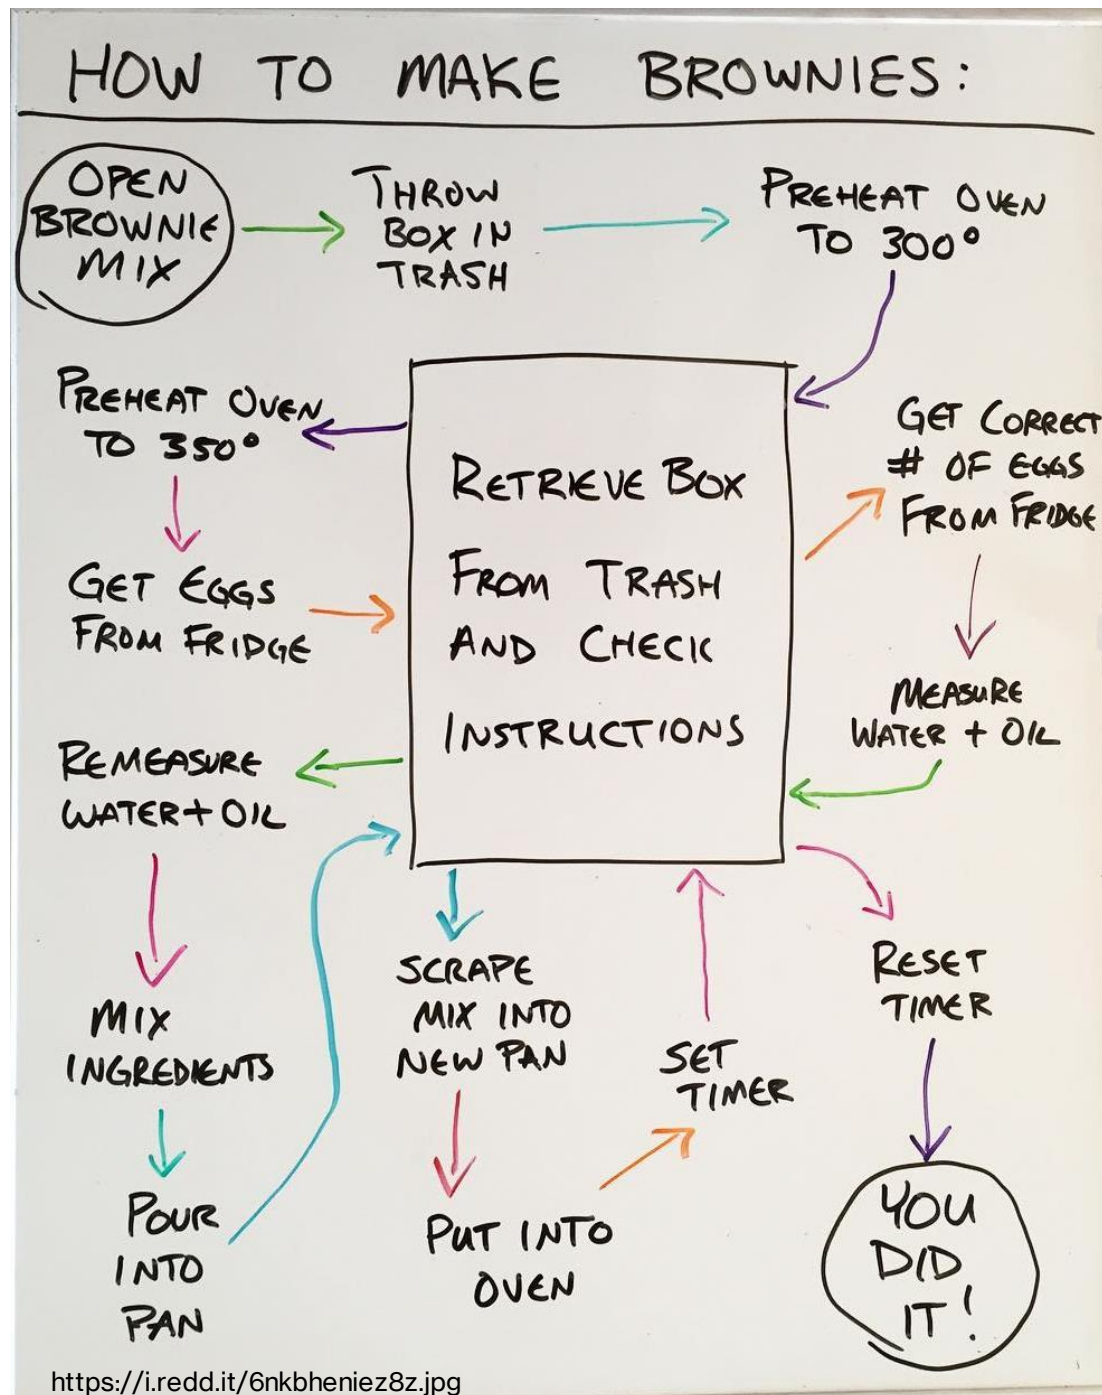 HOW TO MAKE BROWNIES:
OPEN
BROWNIE
MIX
THROW
BOX IN
TRASH
PREHEAT OVEN
TO 300°
RETRIEVE BOX
FROM TRASH
AND CHECK
INSTRUCTIONS
PREHEAT OVEN
TO 350°
GET EGGS
FROM FRIDGE
GET CORRECT
# OF EGGS
FROM FRIDGE
MEASURE
WATER + OIL
REMEASURE
WATER + OIL
MIX
INGREDIENTS
POUR
INTO
PAN
SCRAPE
MIX INTO
NEW PAN
PUT INTO
OVEN
SET
TIMER
RESET
TIMER
YOU
DID
IT!
https://i.redd.it/6nkbheniez8z.jpg